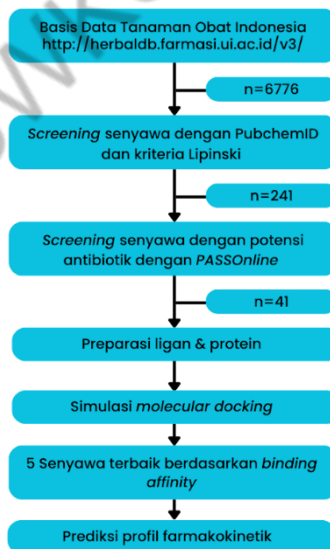 Basis Data Tanaman Obat Indonesia
http://herbaldb.farmasi.ui.ac.id/v3/
n=6776
Screening senyawa dengan PubchemID
dan kriteria Lipinski
n=241
Screening senyawa dengan potensi
antibiotik dengan PASSOnline
n=41
Preparasi ligan & protein
Simulasi molecular docking
5 Senyawa terbaik berdasarkan binding
affinity
Prediksi profil farmakokinetik